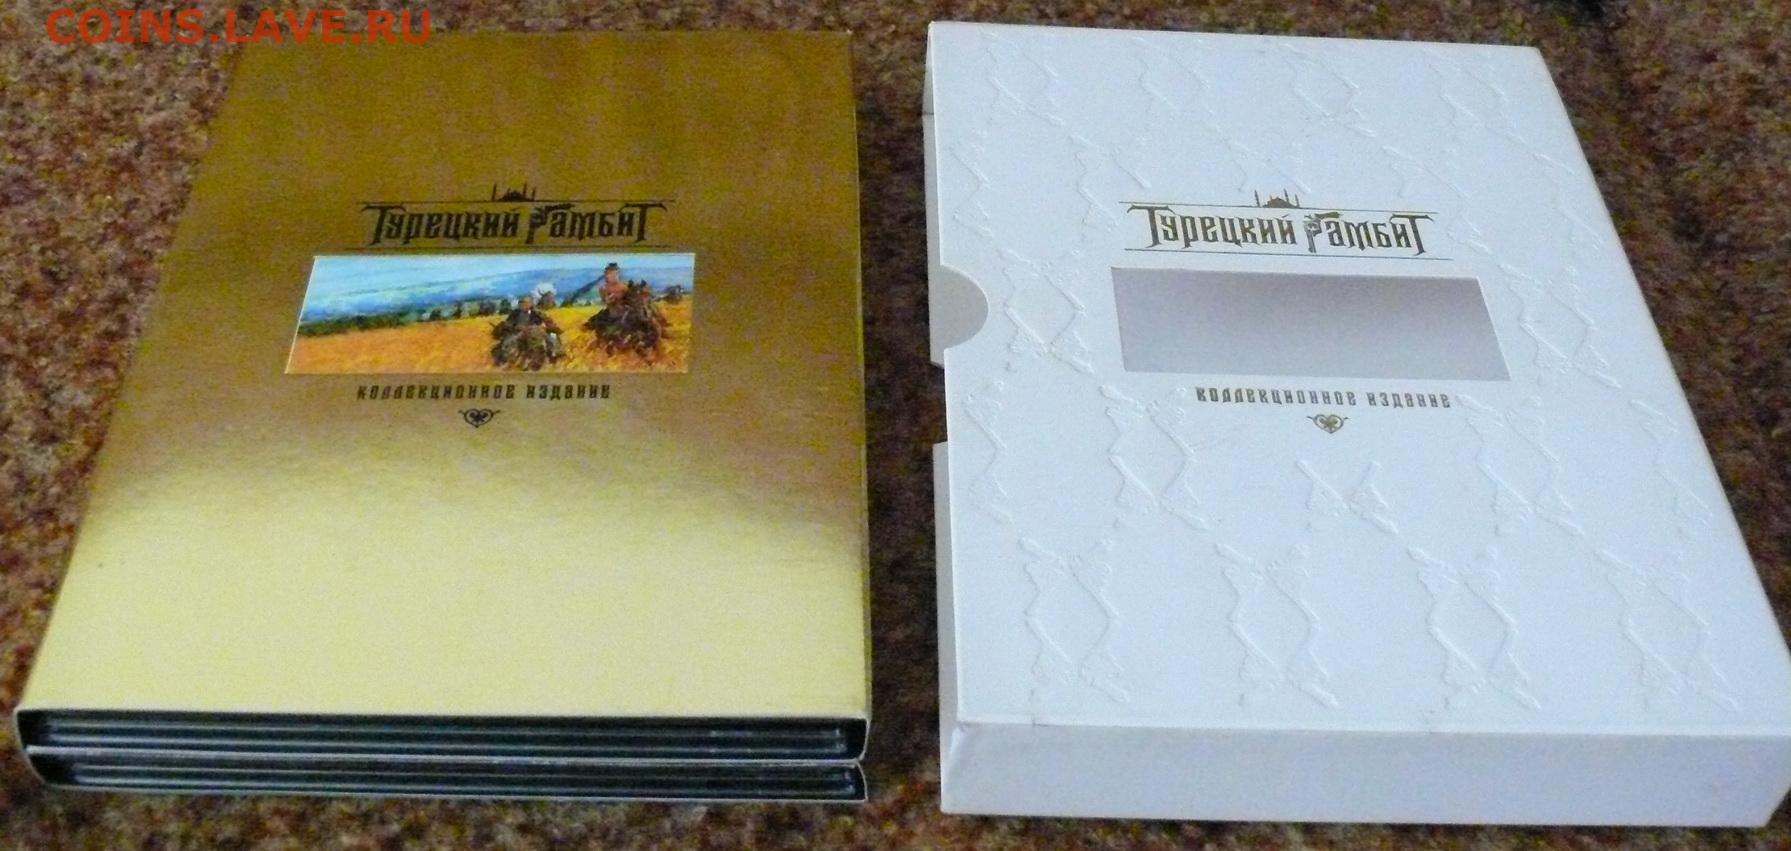 COINS.LAVE.RU
Турецкий Гамбит
коллекционное издание
Турецкий Гамбит
коллекционное издание